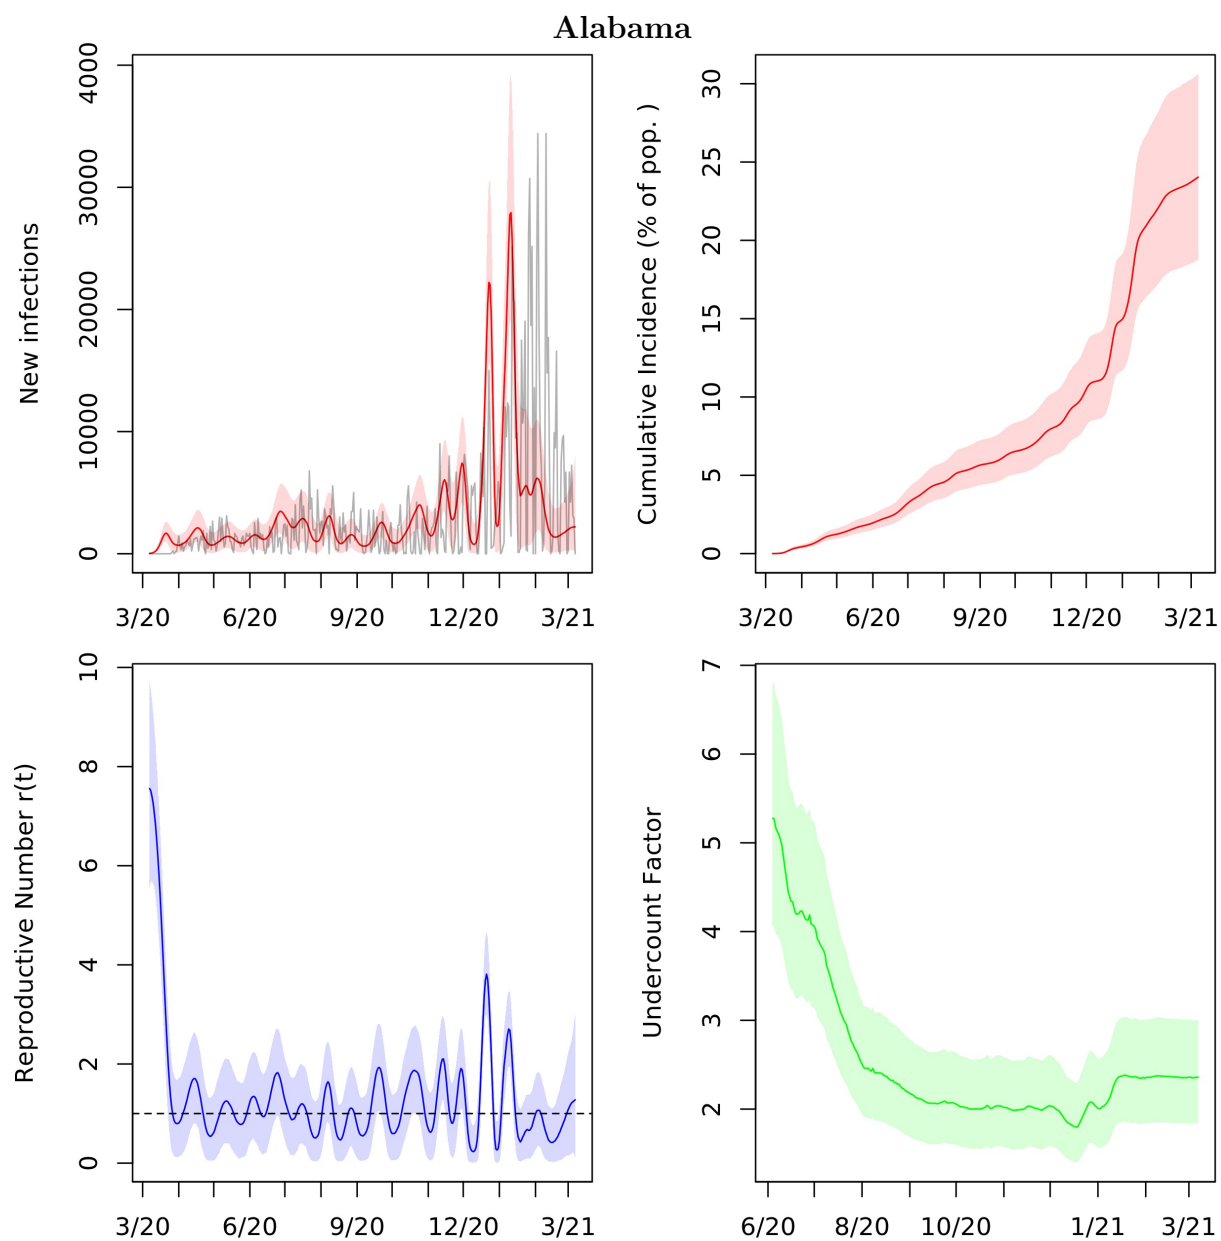 Alabama
New infections
0
10000
20000
30000
4000
3/20 6/20 9/20 12/20 3/21
Cumulative Incidence (% of pop. )
0
5
10
15
20
25
30
3/20 6/20 9/20 12/20 3/21
Reproductive Number r(t)
0
2
4
6
8
10
3/20 6/20 9/20 12/20 3/21
Undercount Factor
2
3
4
5
6
7
6/20 8/20 10/20 1/21 3/21